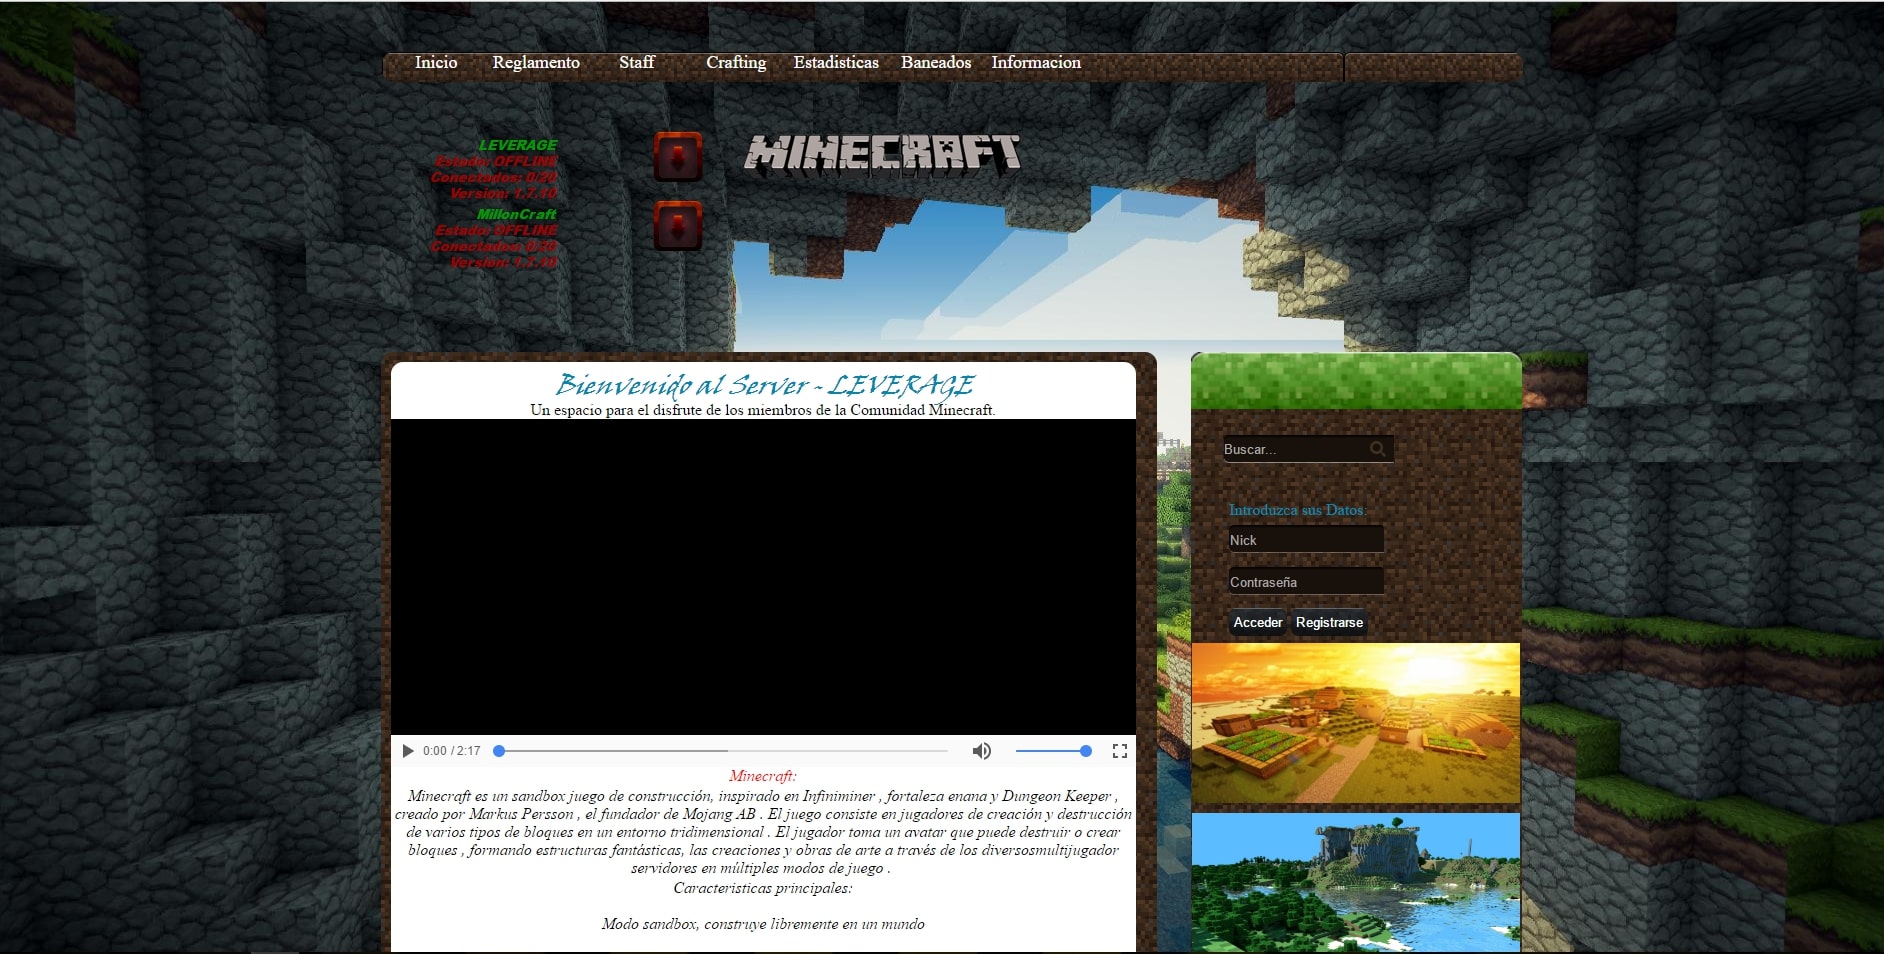 Inicio Reglamento Staff Crafting Estadisticas Baneados Informacion
LEVERAGE
Estado: OFFLINE
Conectados: 0/20
Version: 1.7.10
MillonCraft
Estado: OFFLINE
Conectados: 0/20
Version: 1.7.10
MINECRAFT
Bienvenido al Server - LEVERAGE
Un espacio para el disfrute de los miembros de la Comunidad Minecraft.
0:00 / 2:17
Minecraft:
Minecraft es un sandbox juego de construcción, inspirado en Infiniminer , fortaleza enana y Dungeon Keeper ,
creado por Markus Persson , el fundador de Mojang AB . El juego consiste en jugadores de creación y destrucción
de varios tipos de bloques en un entorno tridimensional . El jugador toma un avatar que puede destruir o crear
bloques , formando estructuras fantásticas, las creaciones y obras de arte a través de los diversosmultijugador
servidores en múltiples modos de juego .
Caracteristicas principales:
Modo sandbox, construye libremente en un mundo
Buscar...
Introduzca sus Datos:
Nick
Contraseña
Acceder Registrarse